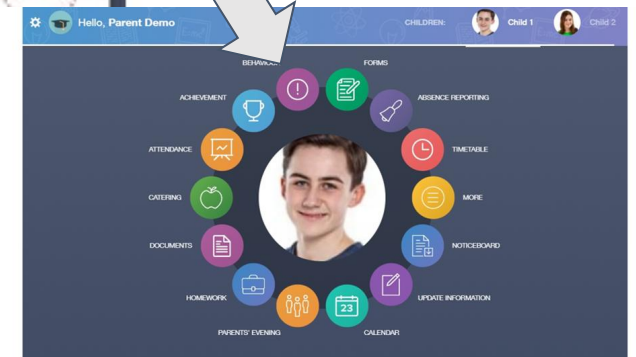 Hello, Parent Demo
CHILDREN:
Child 1
Child 2
FORMS
ACHIEVEMENT
ABSENCE REPORTING
ATTENDANCE
TIMETABLE
CATERING
MORE
DOCUMENTS
NOTICEBOARD
HOMEWORK
UPDATE INFORMATION
23
PARENTS' EVENING
CALENDAR